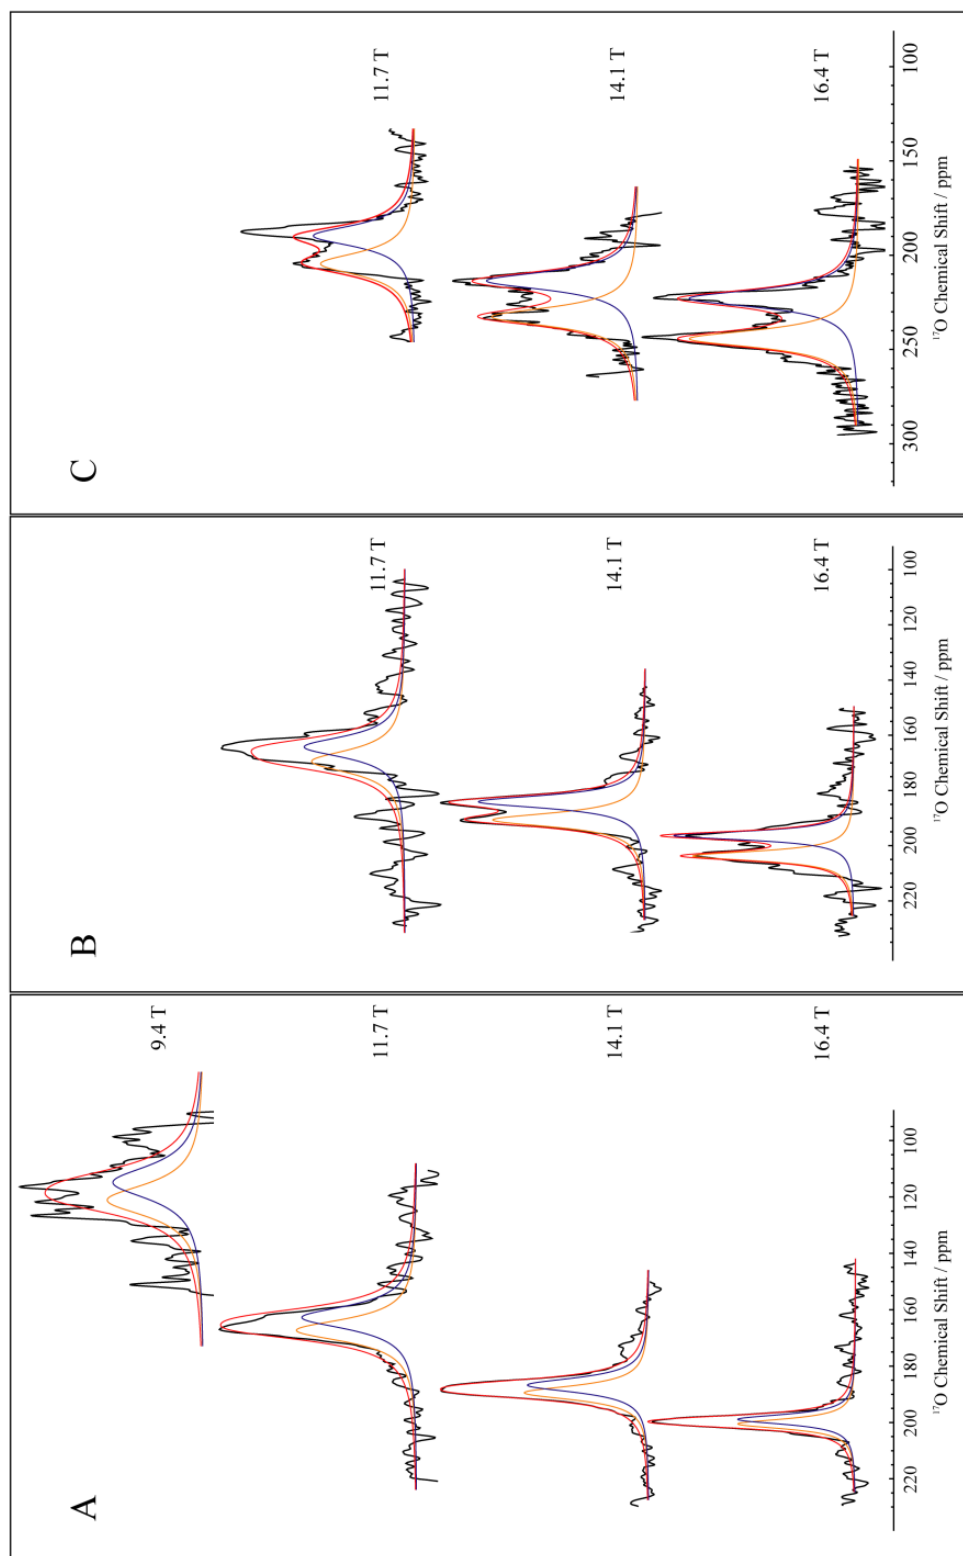 A
9.4 T
11.7 T
14.1 T
16.4 T
220 200 180 160 140 120 100
¹⁷O Chemical Shift / ppm
B
11.7 T
14.1 T
16.4 T
220 200 180 160 140 120 100
¹⁷O Chemical Shift / ppm
C
11.7 T
14.1 T
16.4 T
300 250 200 150 100
¹⁷O Chemical Shift / ppm